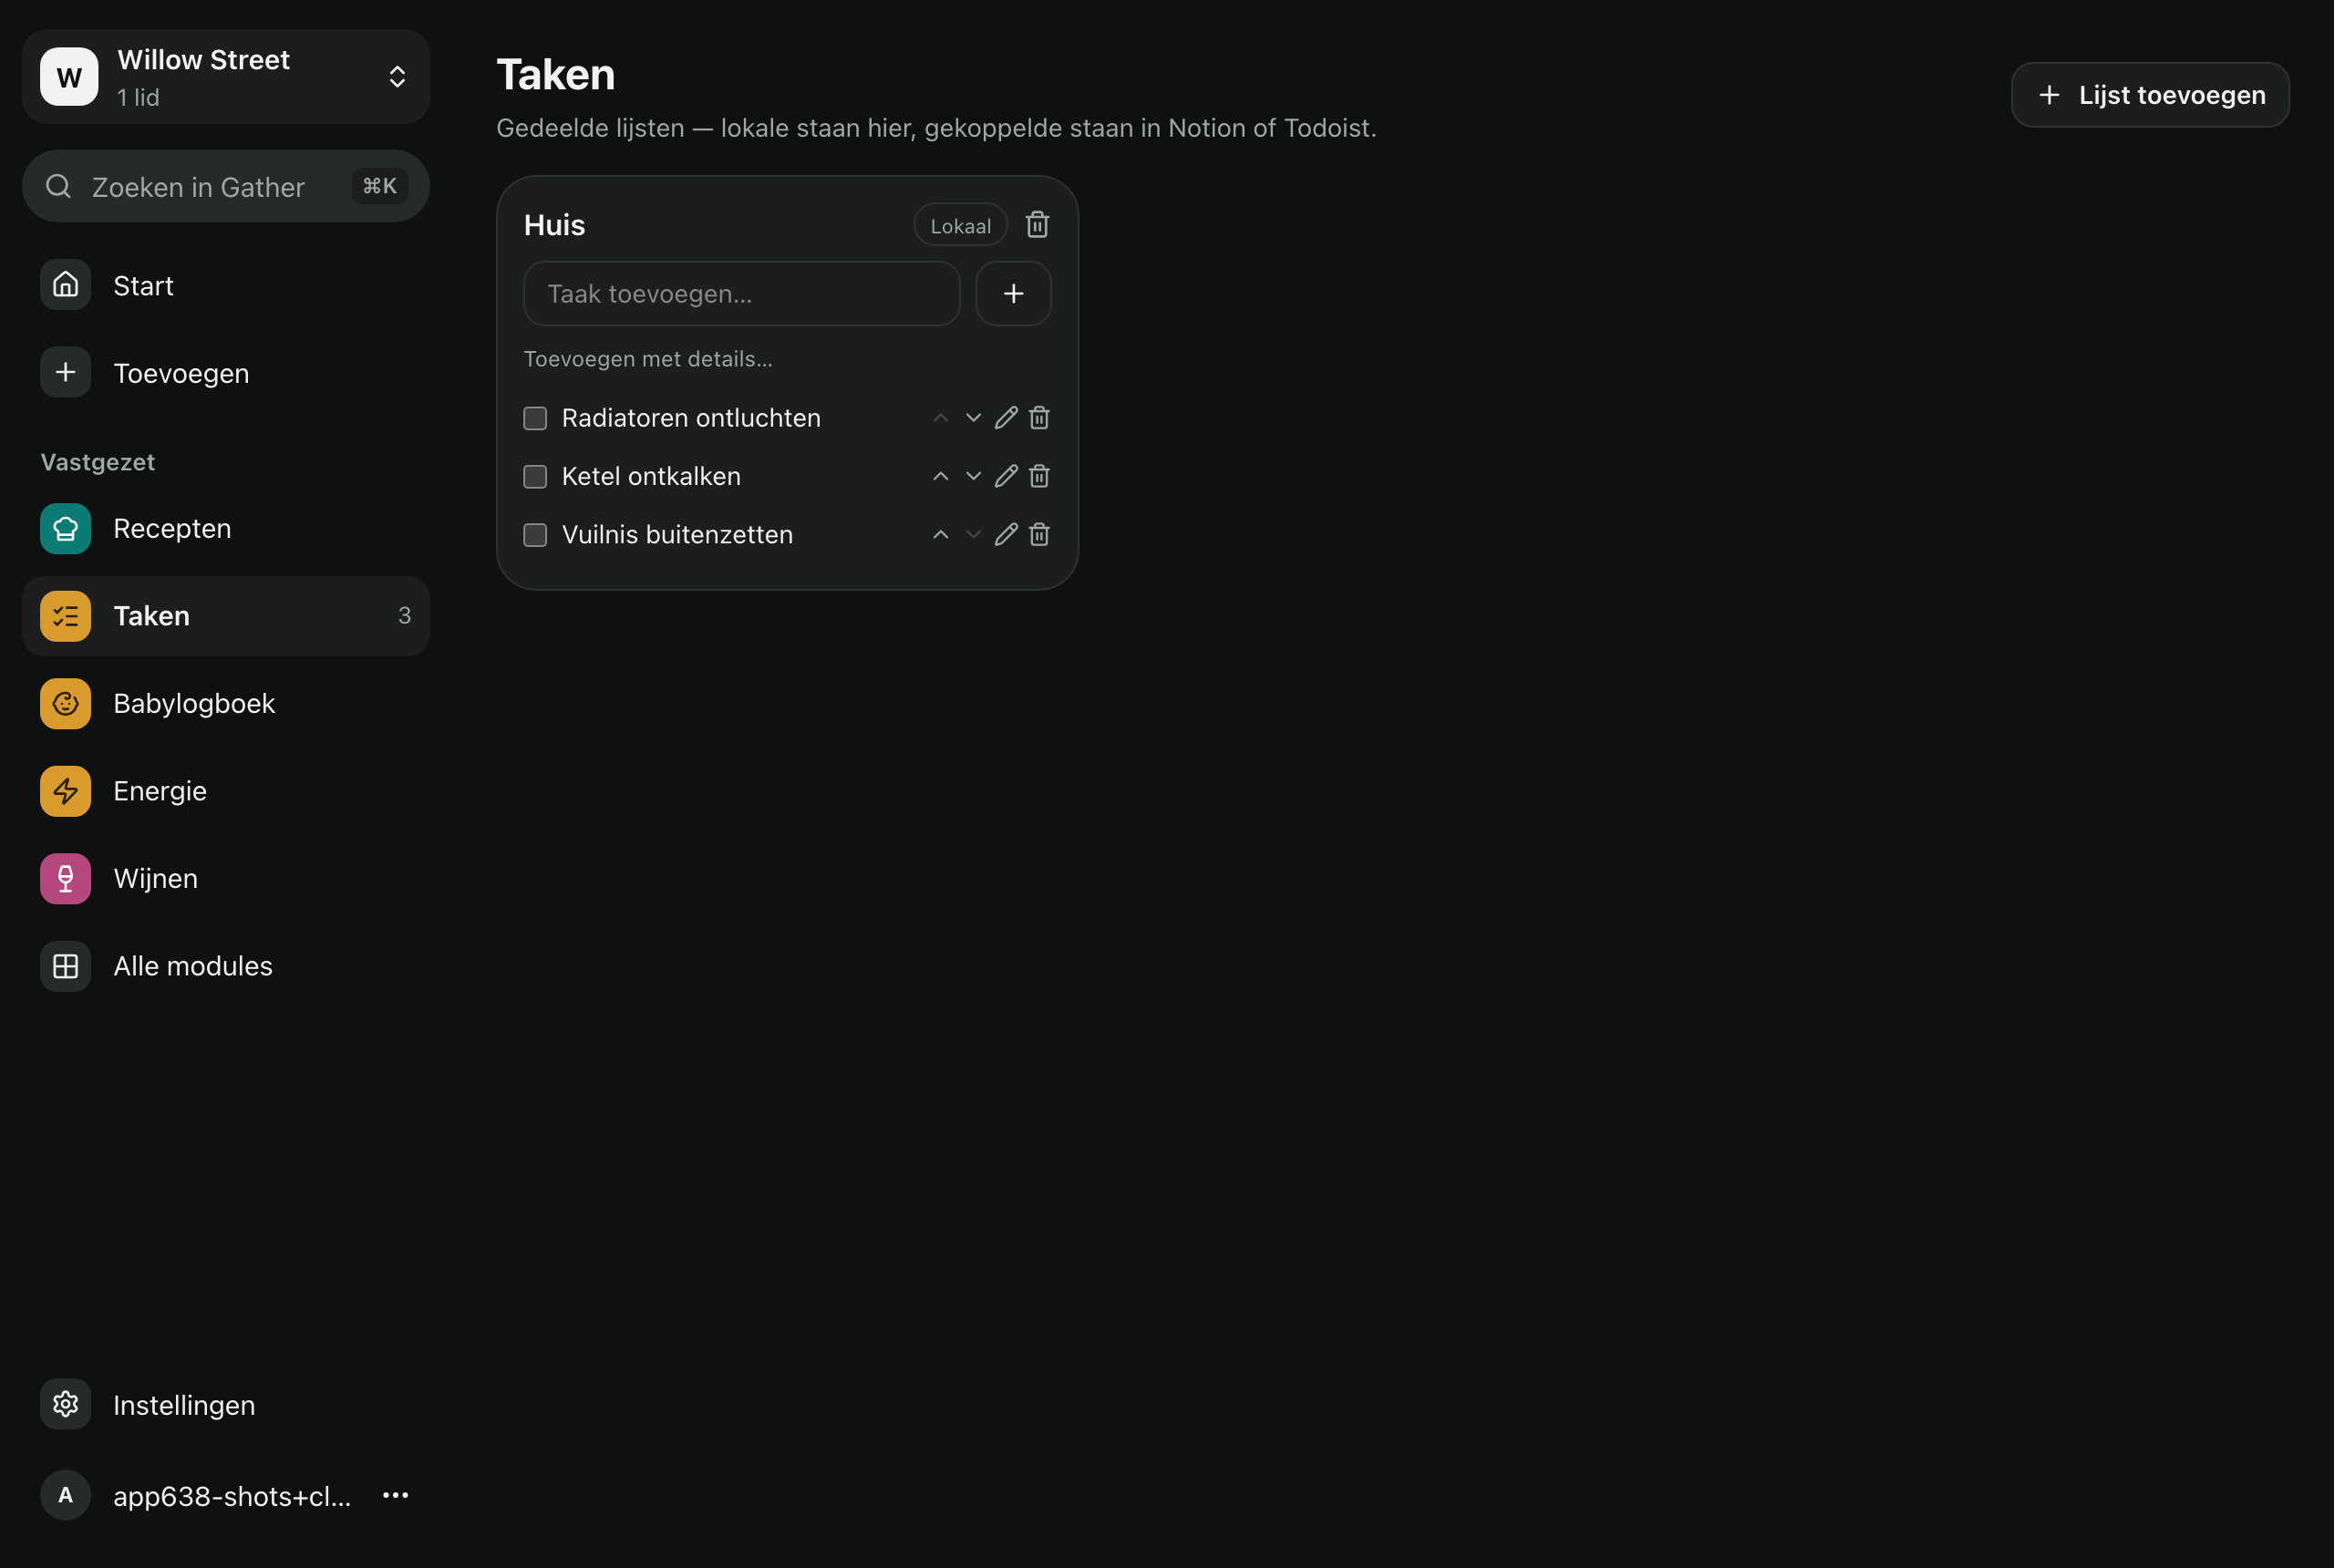 W
Willow Street
1 lid
Zoeken in Gather
⌘K
Start
Toevoegen
Vastgezet
Recepten
Taken
3
Babylogboek
Energie
Wijnen
Alle modules
Instellingen
A
app638-shots+cl...
Taken
Gedeelde lijsten — lokale staan hier, gekoppelde staan in Notion of Todoist.
Lijst toevoegen
Huis
Lokaal
Taak toevoegen...
Toevoegen met details...
Radiatoren ontluchten
Ketel ontkalken
Vuilnis buitenzetten